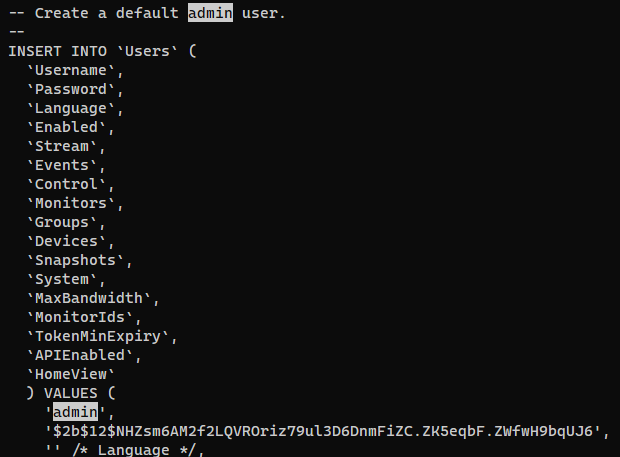 -- Create a default admin user.
--
INSERT INTO `Users` (
  `Username`,
  `Password`,
  `Language`,
  `Enabled`,
  `Stream`,
  `Events`,
  `Control`,
  `Monitors`,
  `Groups`,
  `Devices`,
  `Snapshots`,
  `System`,
  `MaxBandwidth`,
  `MonitorIds`,
  `TokenMinExpiry`,
  `APIEnabled`,
  `HomeView`
  ) VALUES (
    'admin',
    '$2b$12$NHZsm6AM2f2LQVROriz79ul3D6DnmFiZC.ZK5eqbF.ZWfwH9bqUJ6',
    '' /* Language */,